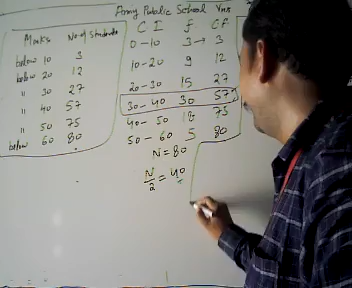 Army Public School Vns
Marks No. of Students
below 10 3
below 20 12
" 30 27
" 40 57
" 50 75
below 60 80
C I f CF
0-10 3 → 3
10-20 9 12
20-30 15 27
30-40 30 57
40-50 18 75
50-60 5 80
N = 80
N/2 = 40